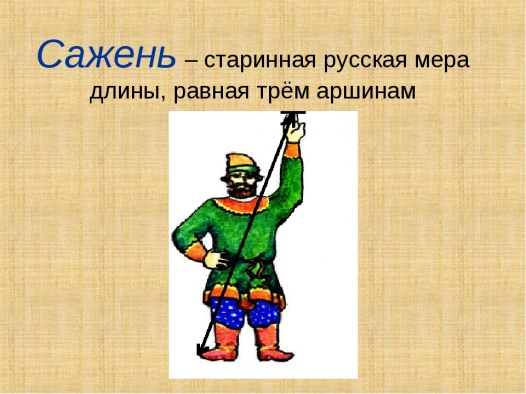 Сажень – старинная русская мера
длины, равная трём аршинам